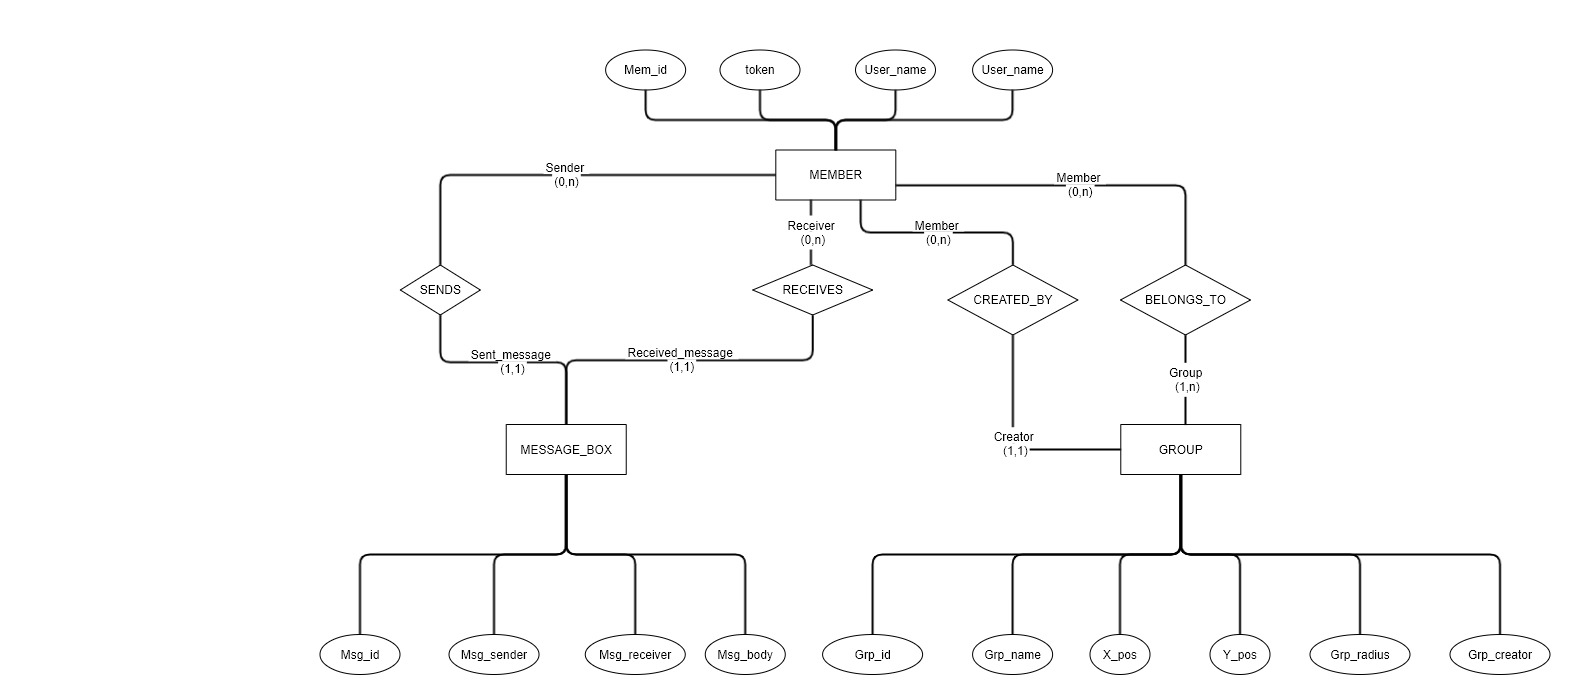 Mem_id
token
User_name
User_name
MEMBER
Sender
(0,n)
Member
(0,n)
Receiver
(0,n)
Member
(0,n)
SENDS
RECEIVES
CREATED_BY
BELONGS_TO
Sent_message
(1,1)
Received_message
(1,1)
Group
(1,n)
Creator
(1,1)
MESSAGE_BOX
GROUP
Msg_id
Msg_sender
Msg_receiver
Msg_body
Grp_id
Grp_name
X_pos
Y_pos
Grp_radius
Grp_creator